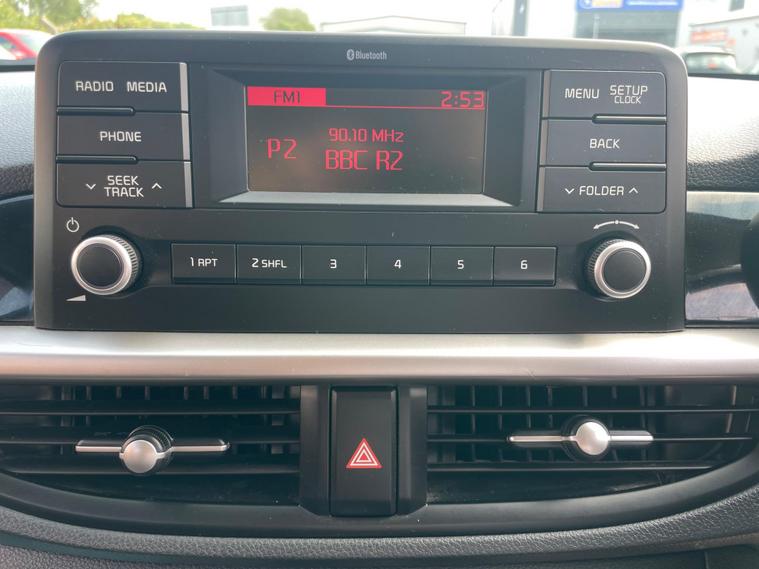 Bluetooth
RADIO MEDIA
PHONE
SEEK
TRACK
FM1 2:53
90.10 MHz
P2 BBC R2
MENU SETUP
CLOCK
BACK
FOLDER
1 RPT 2 SHFL 3 4 5 6